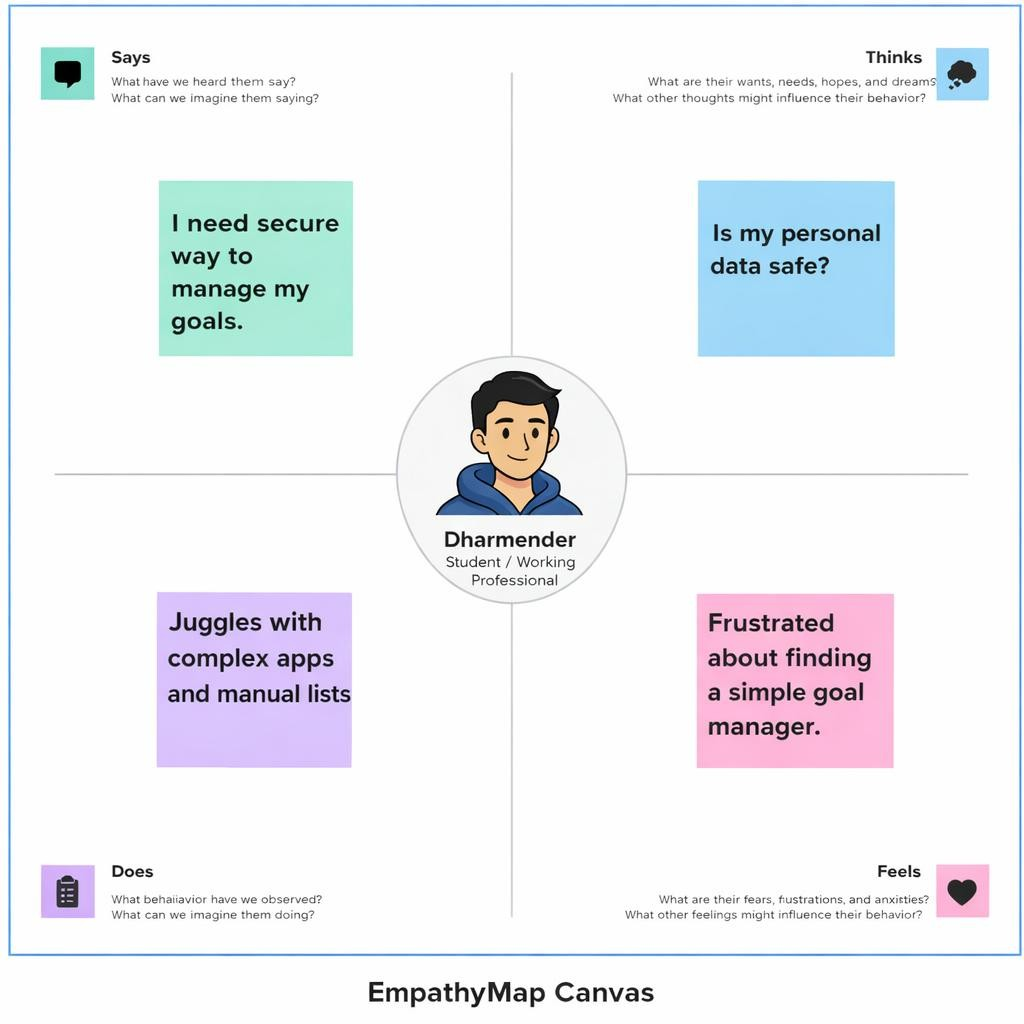 Says
What have we heard them say?
What can we imagine them saying?
Thinks
What are their wants, needs, hopes, and dreams
What other thoughts might influence their behavior?
I need secure
way to
manage my
goals.
Is my personal
data safe?
Dharmender
Student / Working
Professional
Juggles with
complex apps
and manual lists
Frustrated
about finding
a simple goal
manager.
Does
What behaiiavior have we observed?
What can we imagine them doing?
Feels
What are their fears, fiustrations, and anxisties?
What other feelings might influence their behavior?
EmpathyMap Canvas